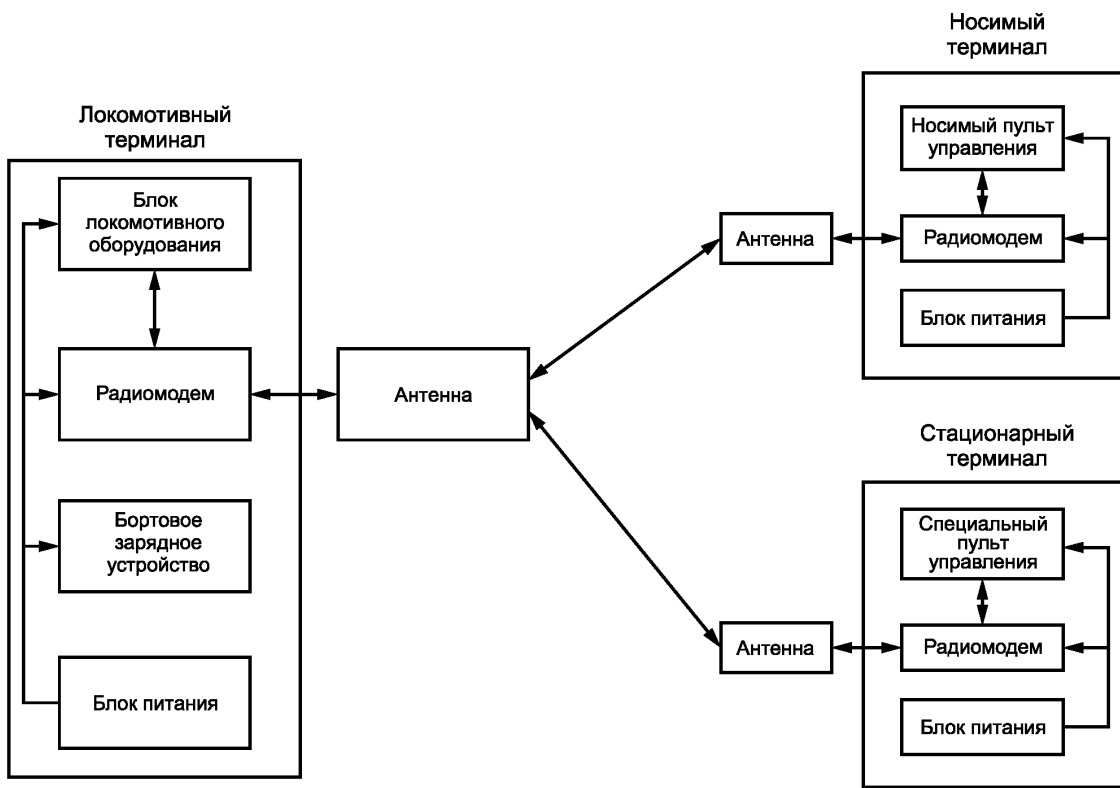 Локомотивный
терминал
Блок
локомотивного
оборудования
Радиомодем
Бортовое
зарядное
устройство
Блок питания
Антенна
Носимый
терминал
Носимый пульт
управления
Антенна
Радиомодем
Блок питания
Стационарный
терминал
Специальный
пульт
управления
Антенна
Радиомодем
Блок питания